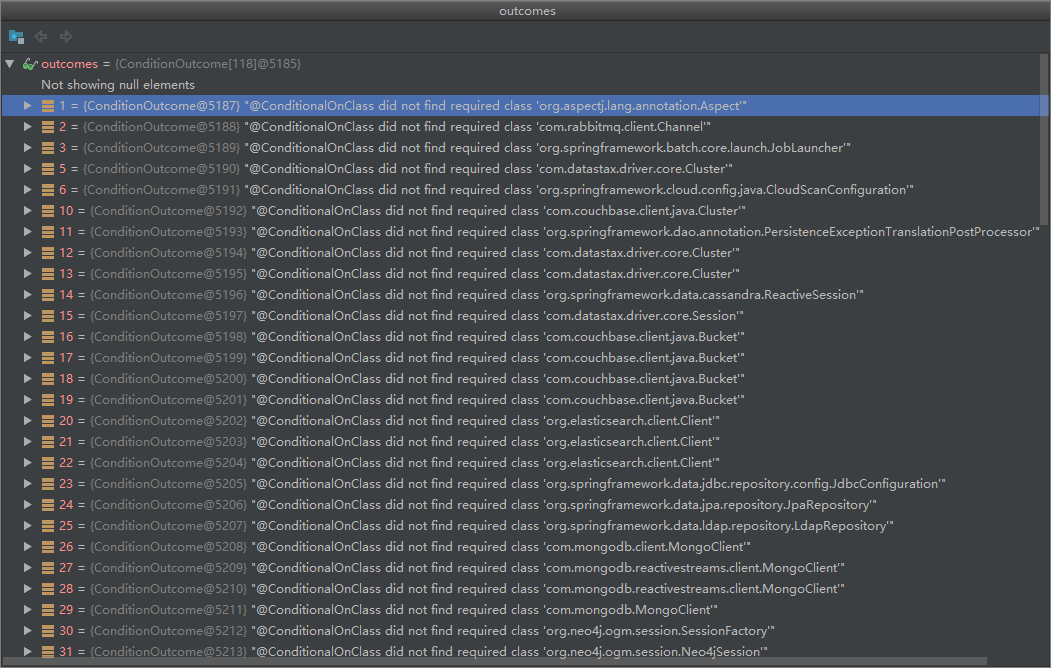 outcomes
outcomes = {ConditionOutcome[118]@5185}
Not showing null elements
1 = {ConditionOutcome@5187} "@ConditionalOnClass did not find required class 'org.aspectj.lang.annotation.Aspect'"
2 = {ConditionOutcome@5188} "@ConditionalOnClass did not find required class 'com.rabbitmq.client.Channel'"
3 = {ConditionOutcome@5189} "@ConditionalOnClass did not find required class 'org.springframework.batch.core.launch.JobLauncher'"
5 = {ConditionOutcome@5190} "@ConditionalOnClass did not find required class 'com.datastax.driver.core.Cluster'"
6 = {ConditionOutcome@5191} "@ConditionalOnClass did not find required class 'org.springframework.cloud.config.java.CloudScanConfiguration'"
10 = {ConditionOutcome@5192} "@ConditionalOnClass did not find required class 'com.couchbase.client.java.Cluster'"
11 = {ConditionOutcome@5193} "@ConditionalOnClass did not find required class 'org.springframework.dao.annotation.PersistenceExceptionTranslationPostProcessor'"
12 = {ConditionOutcome@5194} "@ConditionalOnClass did not find required class 'com.datastax.driver.core.Cluster'"
13 = {ConditionOutcome@5195} "@ConditionalOnClass did not find required class 'com.datastax.driver.core.Cluster'"
14 = {ConditionOutcome@5196} "@ConditionalOnClass did not find required class 'org.springframework.data.cassandra.ReactiveSession'"
15 = {ConditionOutcome@5197} "@ConditionalOnClass did not find required class 'com.datastax.driver.core.Session'"
16 = {ConditionOutcome@5198} "@ConditionalOnClass did not find required class 'com.couchbase.client.java.Bucket'"
17 = {ConditionOutcome@5199} "@ConditionalOnClass did not find required class 'com.couchbase.client.java.Bucket'"
18 = {ConditionOutcome@5200} "@ConditionalOnClass did not find required class 'com.couchbase.client.java.Bucket'"
19 = {ConditionOutcome@5201} "@ConditionalOnClass did not find required class 'com.couchbase.client.java.Bucket'"
20 = {ConditionOutcome@5202} "@ConditionalOnClass did not find required class 'org.elasticsearch.client.Client'"
21 = {ConditionOutcome@5203} "@ConditionalOnClass did not find required class 'org.elasticsearch.client.Client'"
22 = {ConditionOutcome@5204} "@ConditionalOnClass did not find required class 'org.elasticsearch.client.Client'"
23 = {ConditionOutcome@5205} "@ConditionalOnClass did not find required class 'org.springframework.data.jdbc.repository.config.JdbcConfiguration'"
24 = {ConditionOutcome@5206} "@ConditionalOnClass did not find required class 'org.springframework.data.jpa.repository.JpaRepository'"
25 = {ConditionOutcome@5207} "@ConditionalOnClass did not find required class 'org.springframework.data.ldap.repository.LdapRepository'"
26 = {ConditionOutcome@5208} "@ConditionalOnClass did not find required class 'com.mongodb.client.MongoClient'"
27 = {ConditionOutcome@5209} "@ConditionalOnClass did not find required class 'com.mongodb.reactivestreams.client.MongoClient'"
28 = {ConditionOutcome@5210} "@ConditionalOnClass did not find required class 'com.mongodb.reactivestreams.client.MongoClient'"
29 = {ConditionOutcome@5211} "@ConditionalOnClass did not find required class 'com.mongodb.MongoClient'"
30 = {ConditionOutcome@5212} "@ConditionalOnClass did not find required class 'org.neo4j.ogm.session.SessionFactory'"
31 = {ConditionOutcome@5213} "@ConditionalOnClass did not find required class 'org.neo4j.ogm.session.Neo4jSession'"